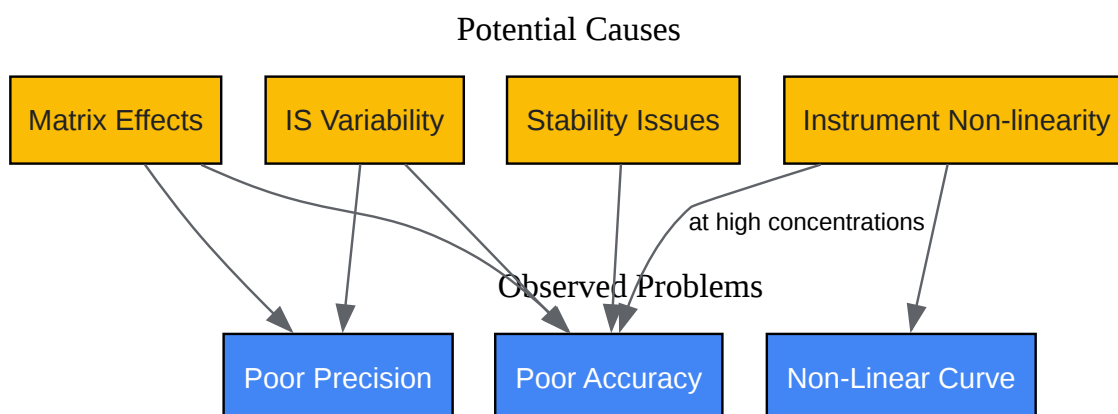 Potential Causes
Matrix Effects
IS Variability
Stability Issues
Instrument Non-linearity
at high concentrations
Observed Problems
Poor Precision
Poor Accuracy
Non-Linear Curve